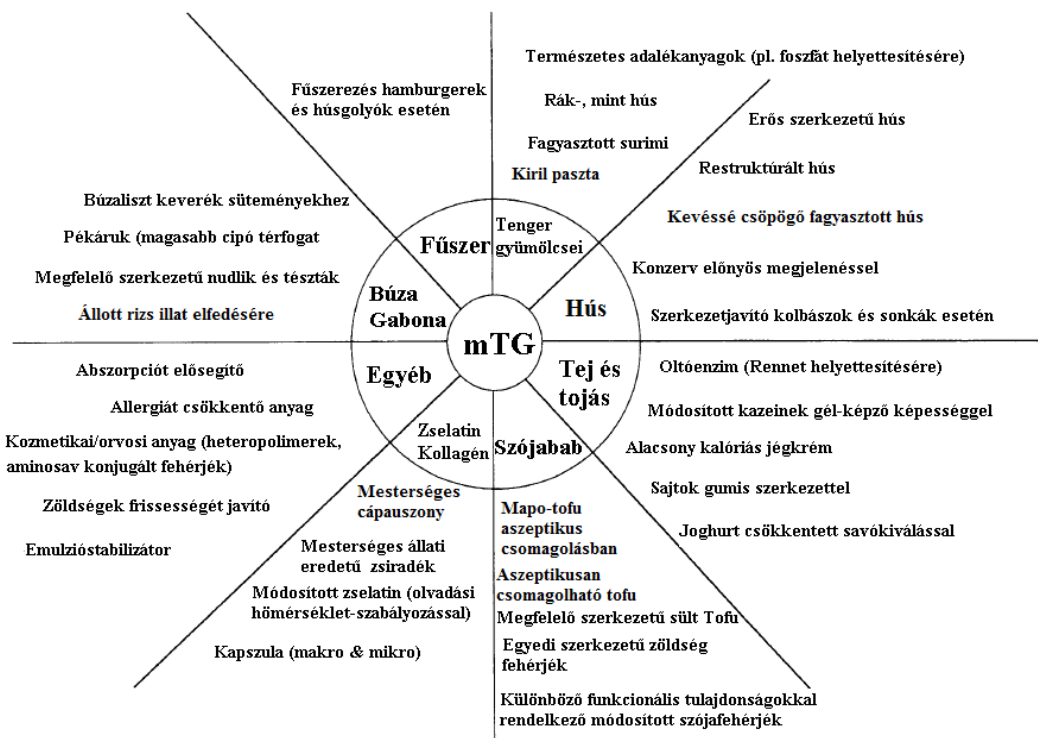 Természetes adalékanyagok (pl. foszfát helyettesítésére)
Rák-, mint hús
Fagyasztott surimi
Kiril paszta
Fűszerezés hamburgerek
és húsgolyók esetén
Erős szerkezetű hús
Restruktúrált hús
Kevéssé csöpögő fagyasztott hús
Konzerv előnyös megjelenéssel
Szerkezetjavító kolbászok és sonkák esetén
Búzaliszt keverék süteményekhez
Pékáruk (magasabb cipó térfogat
Megfelelő szerkezetű nudlik és tészták
Állott rizs illat elfedésére
Fűszer
Tenger
gyümölcsei
Búza
Gabona
Hús
mTG
Egyéb
Tej és
tojás
Zselatin
Kollagén
Szójabab
Abszorpciót elősegítő
Allergiát csökkentő anyag
Kozmetikai/orvosi anyag (heteropolimerek,
aminosav konjugált fehérjék)
Zöldségek frissességét javító
Emulzióstabilizátor
Oltóenzim (Rennet helyettesítésére)
Módosított kazeinek gél-képző képességgel
Alacsony kalóriás jégkrém
Sajtok gumis szerkezettel
Joghurt csökkentett savókiválással
Mesterséges
cápauszony
Mesterséges állati
eredetű zsiradék
Módosított zselatin (olvadási
hőmérséklet-szabályozással)
Kapszula (makro & mikro)
Mapo-tofu
aszeptikus
csomagolásban
Aszeptikusan
csomagolható tofu
Megfelelő szerkezetű sült Tofu
Egyedi szerkezetű zöldség
fehérjék
Különböző funkcionális tulajdonságokkal
rendelkező módosított szójafehérjék